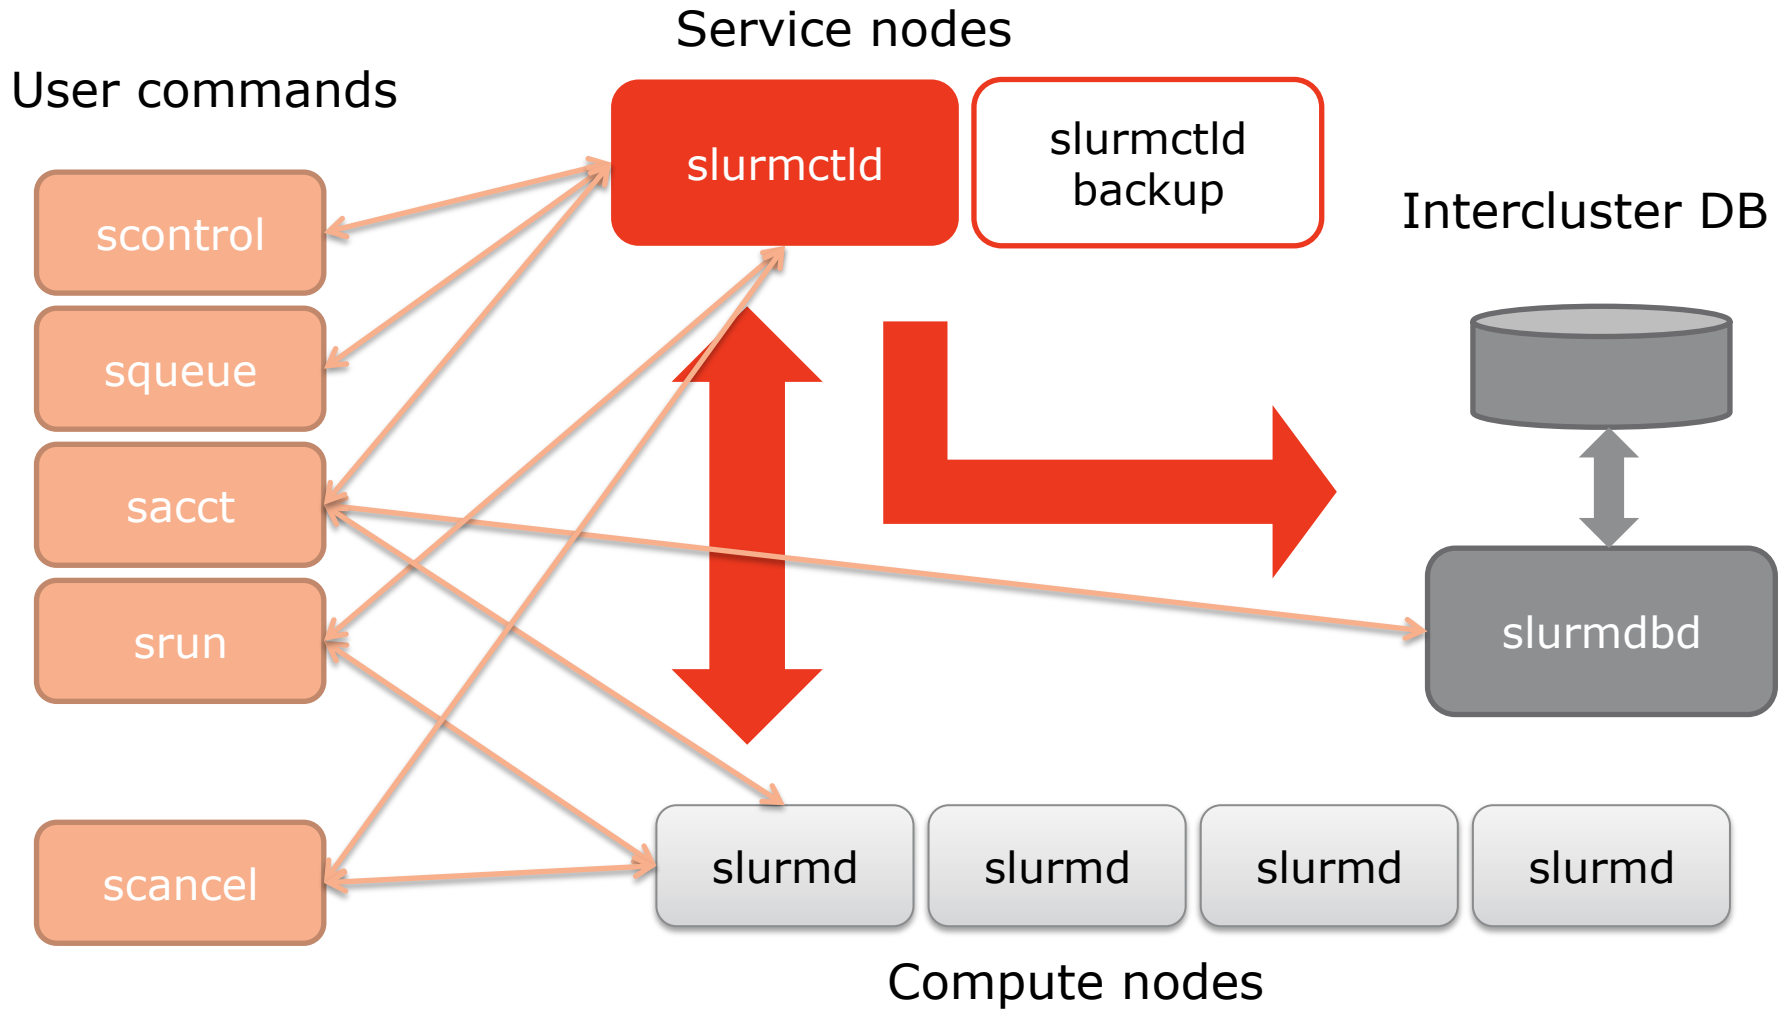 Service nodes
User commands
slurmctld
slurmctld
backup
Intercluster DB
scontrol
squeue
sacct
srun
scancel
slurmdbd
slurmd
slurmd
slurmd
slurmd
Compute nodes